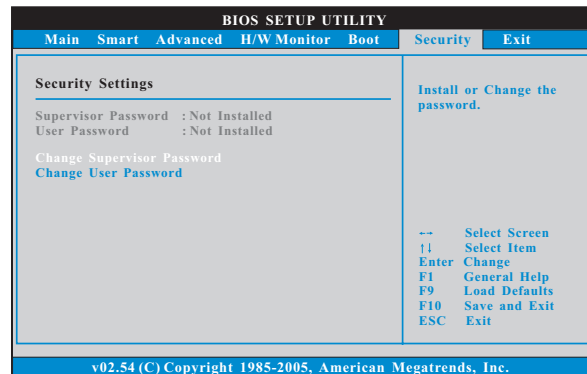 BIOS SETUP UTILITY
Main Smart Advanced H/W Monitor Boot Security Exit
Security Settings
Supervisor Password : Not Installed
User Password : Not Installed
Change Supervisor Password
Change User Password
Install or Change the
password.
←→ Select Screen
↑↓ Select Item
Enter Change
F1 General Help
F9 Load Defaults
F10 Save and Exit
ESC Exit
v02.54 (C) Copyright 1985-2005, American Megatrends, Inc.